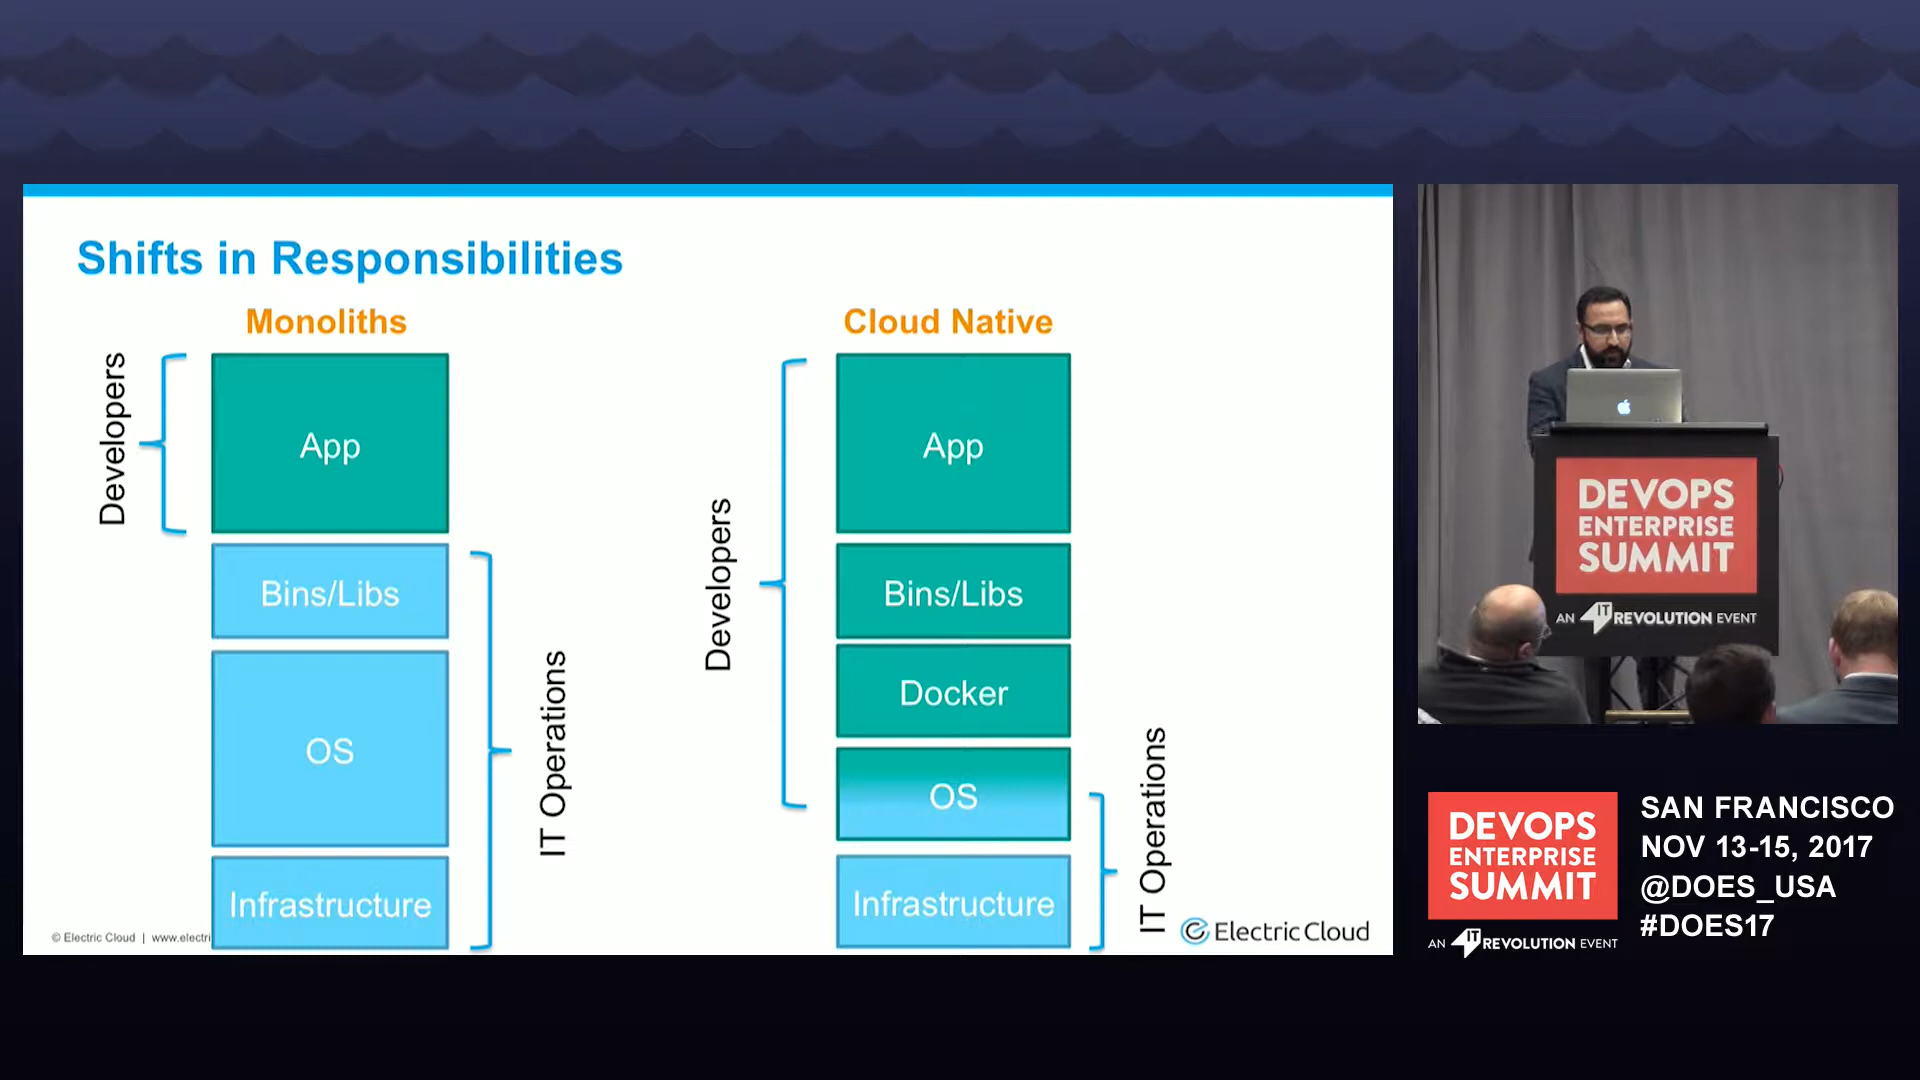 Shifts in Responsibilities
Monoliths
Developers
App
Bins/Libs
OS
Infrastructure
IT Operations
Cloud Native
Developers
App
Bins/Libs
Docker
OS
Infrastructure
IT Operations
© Electric Cloud | www.electri
Electric Cloud
DEVOPS
ENTERPRISE
SUMMIT
AN IT REVOLUTION EVENT
DEVOPS
ENTERPRISE
SUMMIT
AN IT REVOLUTION EVENT
SAN FRANCISCO
NOV 13-15, 2017
@DOES_USA
#DOES17